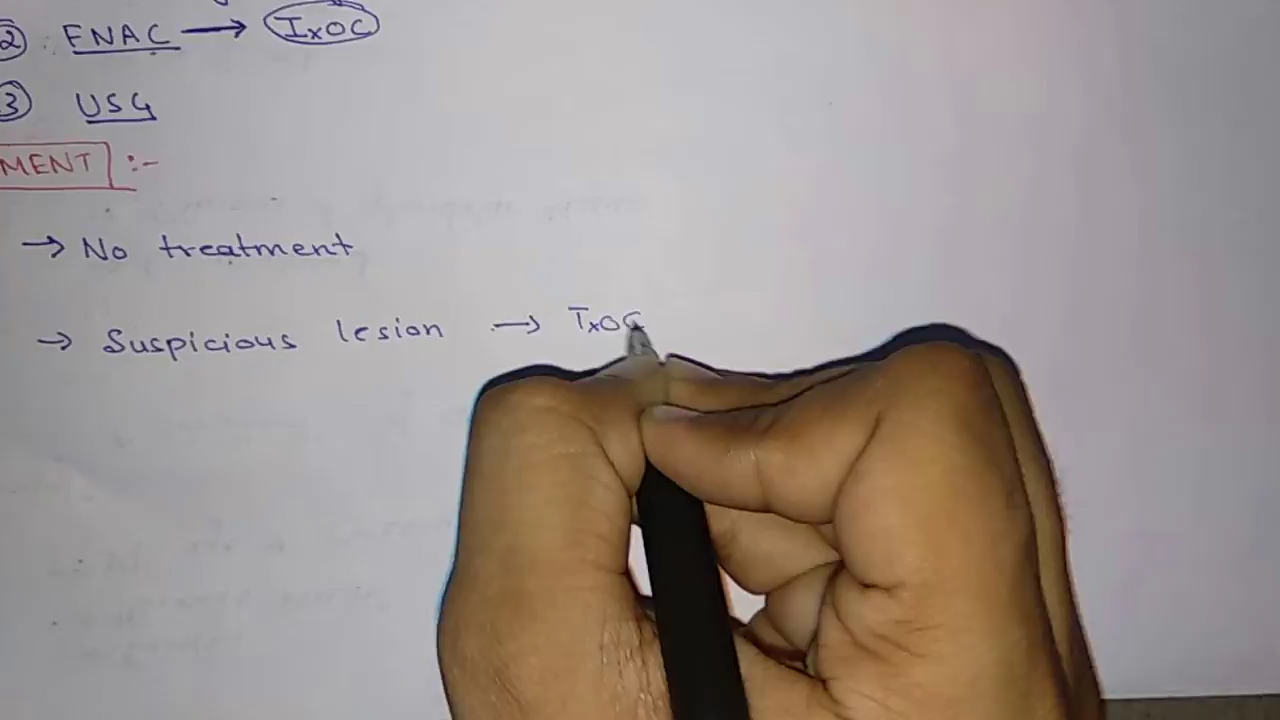 ② FNAC → IxOC
③ USG
MENT :-
→ No treatment
→ Suspicious lesion → TxOC